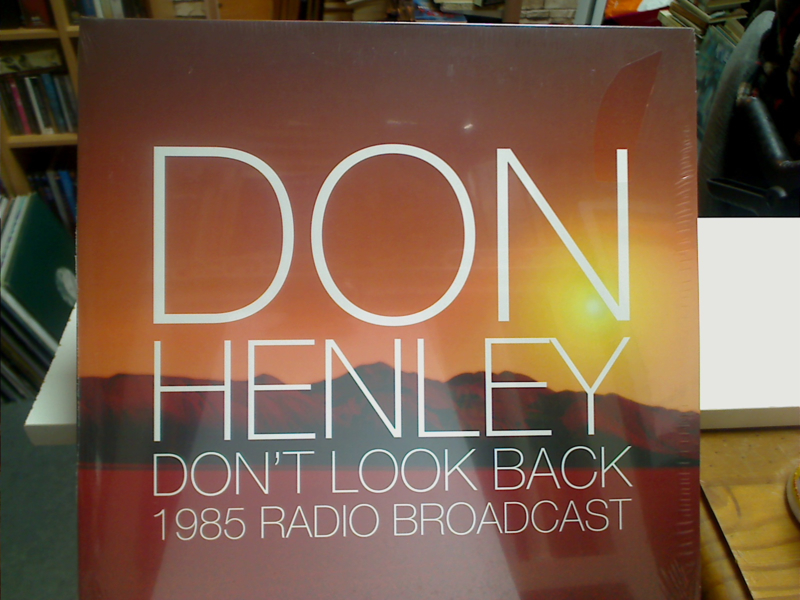 DON
HENLEY
DON'T LOOK BACK
1985 RADIO BROADCAST